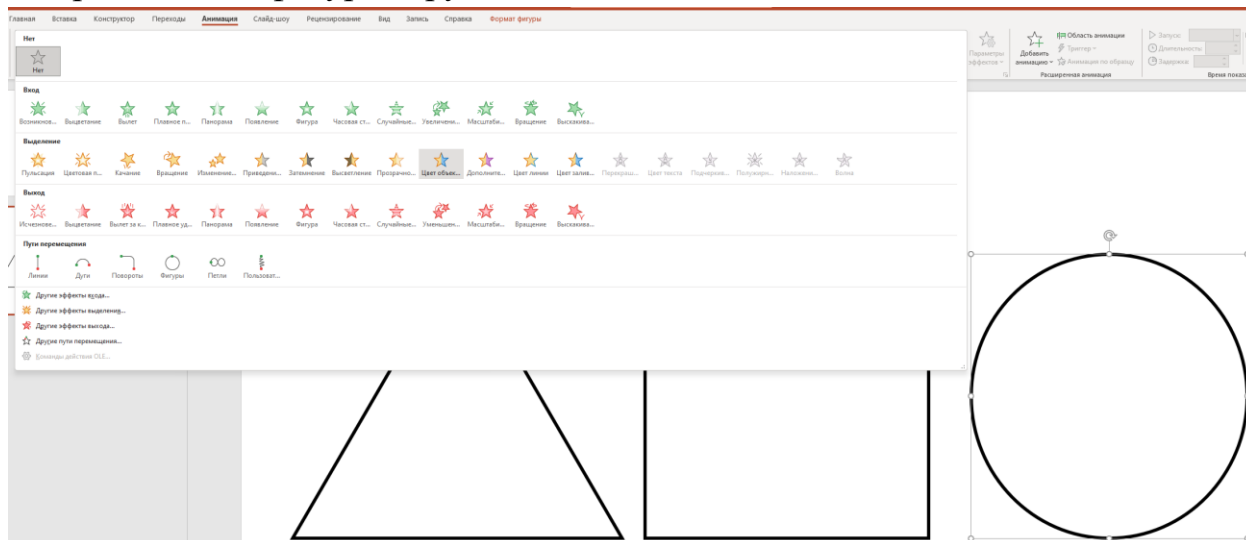 Главная Вставка Конструктор Переходы Анимация Слайд-шоу Рецензирование Вид Запись Справка Формат фигуры
Нет
Нет
Параметры эффектов
Добавить анимацию
Область анимации
Триггер
Анимация по образцу
Расширенная анимация
Запуск:
Длительность:
Задержка:
Время показа
Вход
Возникнов... Выцветание Вылет Плавное п... Панорама Появление Фигура Часовая ст... Случайные... Увеличени... Масштаби... Вращение Выскакива...
Выделение
Пульсация Цветовая п... Качание Вращения Изменение... Приведени... Затемнение Высветления Прозрачно... Цвет объек... Дополните... Цвет линии Цвет залив... Перекраш... Цвет текста Подчеркив... Полужирн... Наложени... Волна
Выход
Исчезнове... Выцветание Вылет за к... Плавное уд... Панорама Появление Фигура Часовая ст... Случайные... Уменьшен... Масштаби... Вращение Выскакива...
Пути перемещения
Линии Дуги Повороты Фигуры Петли Пользоват...
Другие эффекты входа...
Другие эффекты выделения...
Другие эффекты выхода...
Другие пути перемещения...
Команды действия OLE...